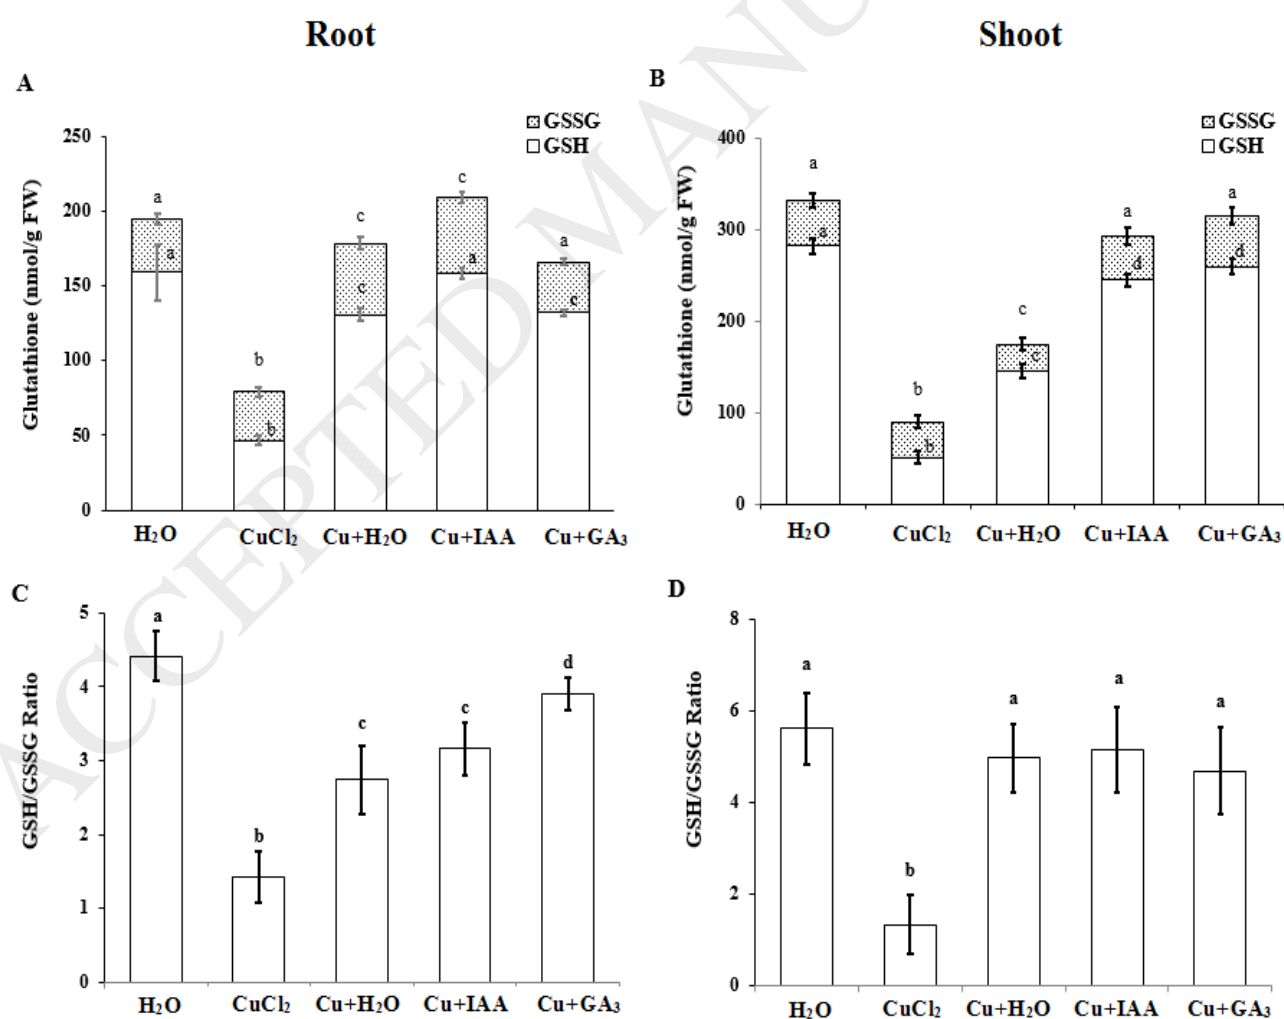 Root
Shoot
ACCEPTED MANU
A
GSSG
GSH
Glutathione (nmol/g FW)
250
200
150
100
50
0
a
a
b
b
c
c
c
a
a
c
H₂O CuCl₂ Cu+H₂O Cu+IAA Cu+GA₃
B
GSSG
GSH
Glutathione (nmol/g FW)
400
300
200
100
0
a
a
b
b
c
c
a
d
a
d
H₂O CuCl₂ Cu+H₂O Cu+IAA Cu+GA₃
C
GSH/GSSG Ratio
5
4
3
2
1
0
a
b
c
c
d
H₂O CuCl₂ Cu+H₂O Cu+IAA Cu+GA₃
D
GSH/GSSG Ratio
8
6
4
2
0
a
b
a
a
a
H₂O CuCl₂ Cu+H₂O Cu+IAA Cu+GA₃